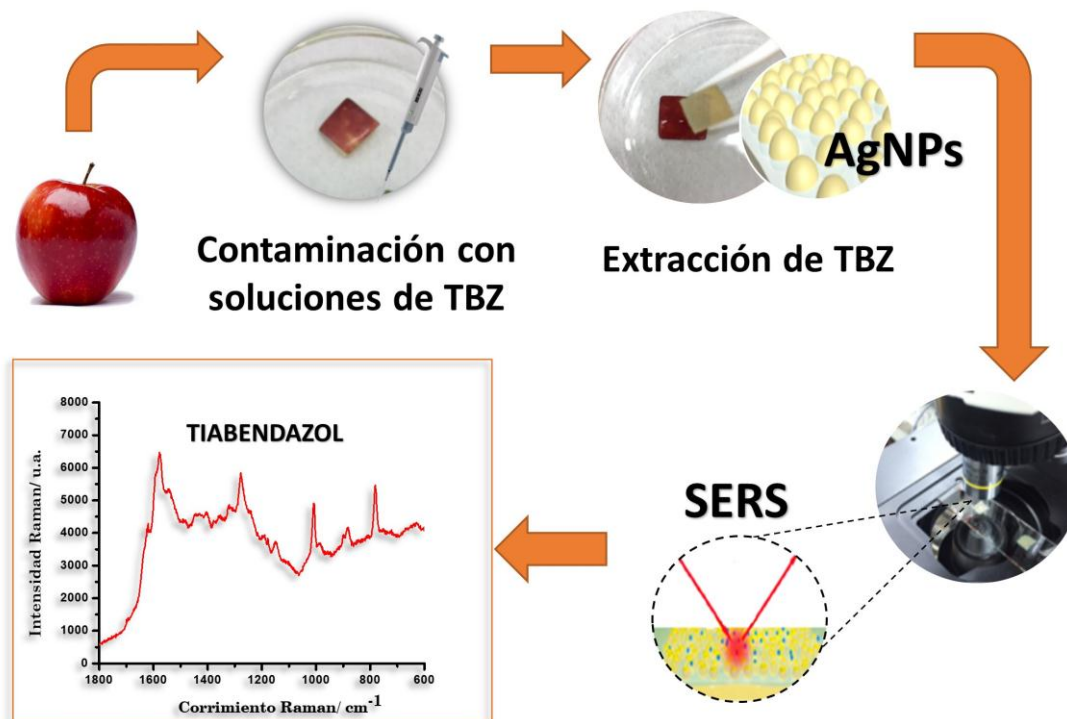 Contaminación con
soluciones de TBZ
AgNPs
Extracción de TBZ
SERS
TIABENDAZOL
Intensidad Raman/ u.a.
8000
7000
6000
5000
4000
3000
2000
1000
0
1800
1600
1400
1200
1000
800
600
Corrimiento Raman/ cm-1